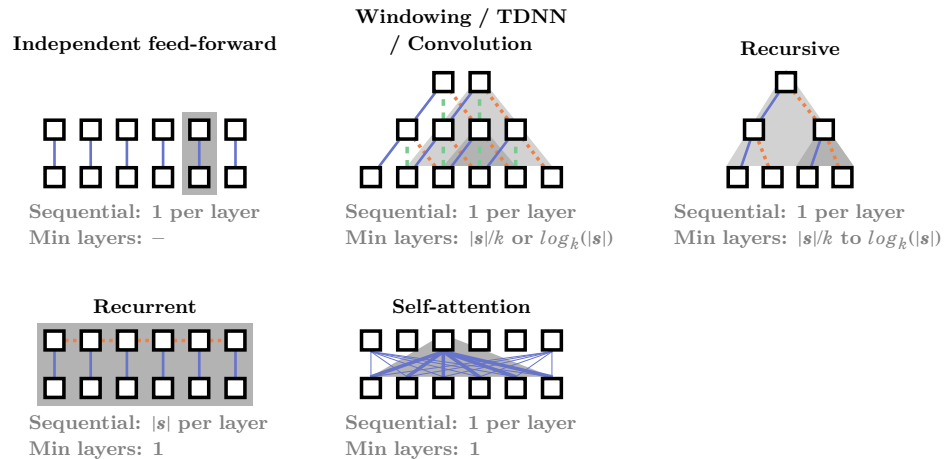 Independent feed-forward
Windowing / TDNN
/ Convolution
Recursive
Sequential: 1 per layer
Min layers: –
Sequential: 1 per layer
Min layers: |s|/k or log_k(|s|)
Sequential: 1 per layer
Min layers: |s|/k to log_k(|s|)
Recurrent
Self-attention
Sequential: |s| per layer
Min layers: 1
Sequential: 1 per layer
Min layers: 1